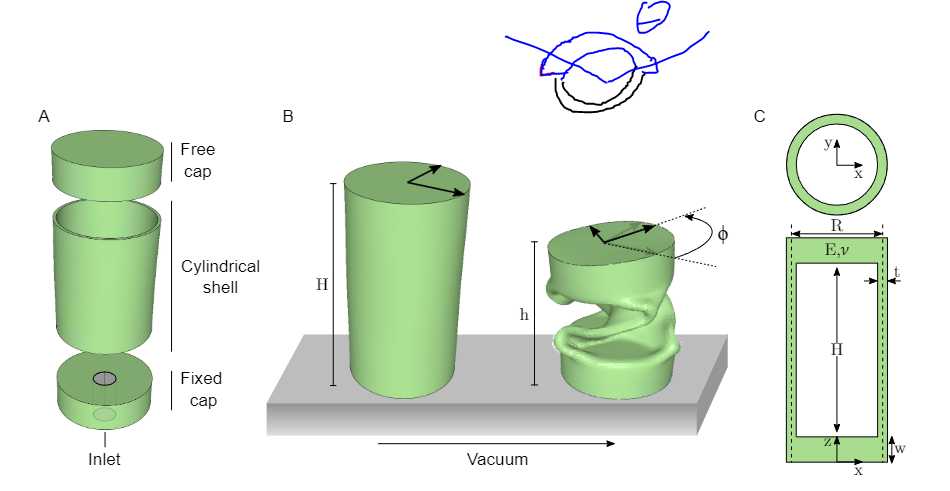 A
Free
cap
Cylindrical
shell
Fixed
cap
Inlet
B
H
h
ϕ
Vacuum
C
y
x
R
E,ν
t
H
z
w
x